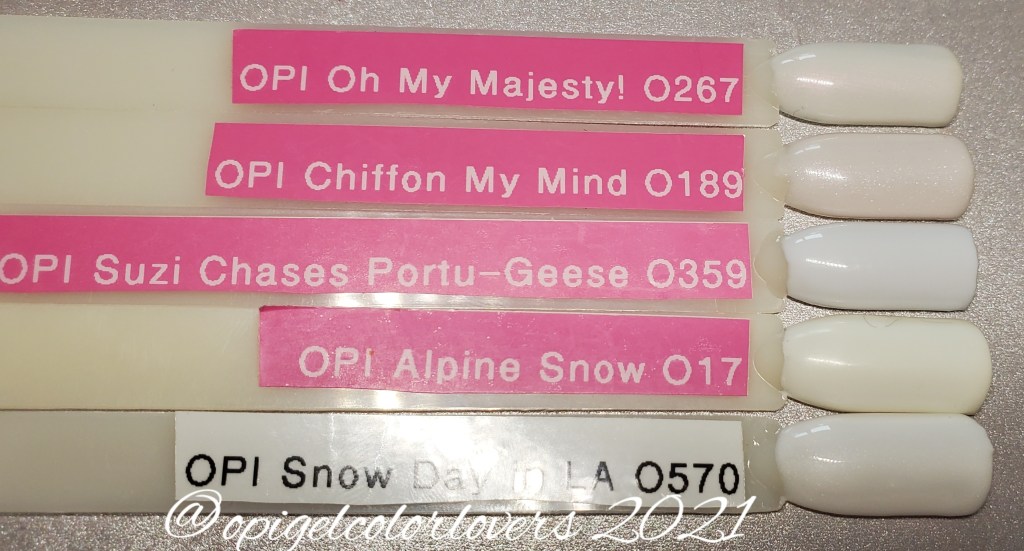 OPI Oh My Majesty! O267
OPI Chiffon My Mind O189
OPI Suzi Chases Portu-Geese O359
OPI Alpine Snow O17
OPI Snow Day in LA O570
@opigelcolorlovers 2021